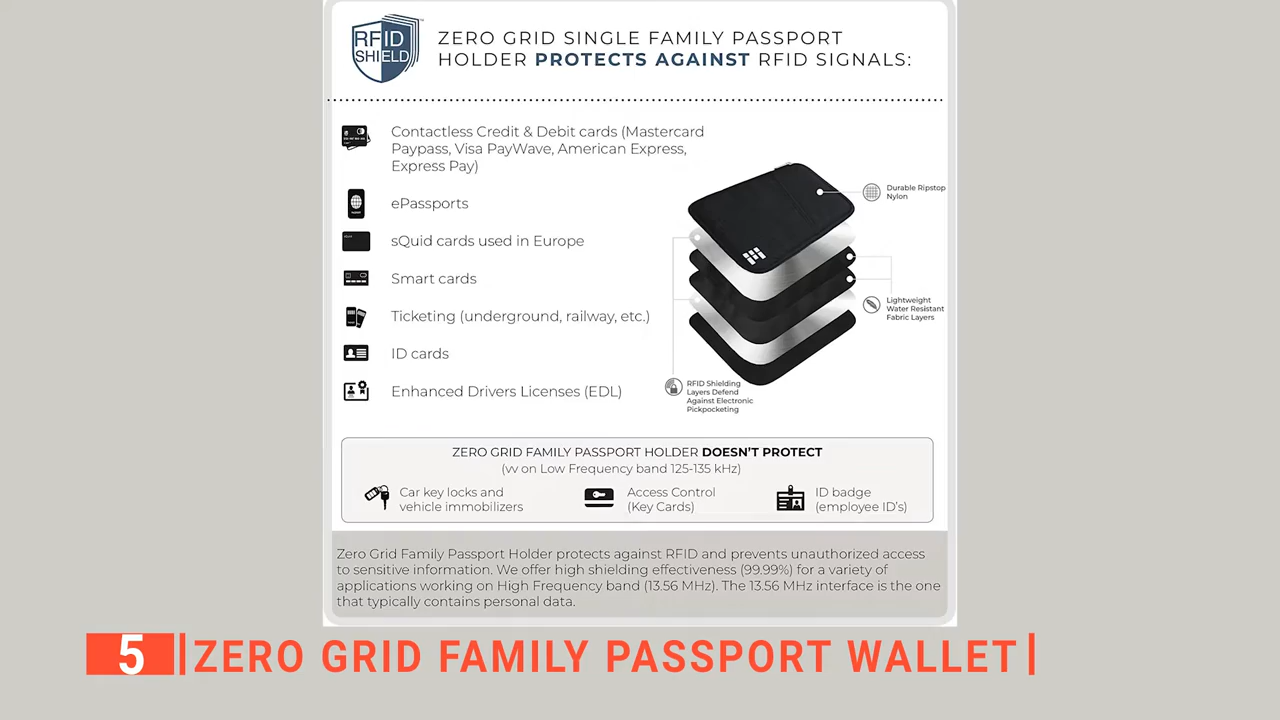 RFID
SHIELD
TM
ZERO GRID SINGLE FAMILY PASSPORT
HOLDER PROTECTS AGAINST RFID SIGNALS:
Contactless Credit & Debit cards (Mastercard
Paypass, Visa PayWave, American Express,
Express Pay)
ePassports
sQuid cards used in Europe
Smart cards
Ticketing (underground, railway, etc.)
ID cards
Enhanced Drivers Licenses (EDL)
Durable Ripstop
Nylon
Lightweight
Water Resistant
Fabric Layers
RFID Shielding
Layers Defend
Against Electronic
Pickpocketing
ZERO GRID FAMILY PASSPORT HOLDER DOESN'T PROTECT
(vv on Low Frequency band 125-135 kHz)
Car key locks and
vehicle immobilizers
Access Control
(Key Cards)
ID badge
(employee ID's)
Zero Grid Family Passport Holder protects against RFID and prevents unauthorized access
to sensitive information. We offer high shielding effectiveness (99.99%) for a variety of
applications working on High Frequency band (13.56 MHz). The 13.56 MHz interface is the one
that typically contains personal data.
5 ZERO GRID FAMILY PASSPORT WALLET